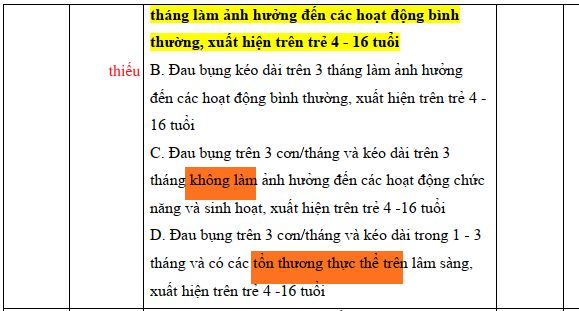 tháng làm ảnh hưởng đến các hoạt động bình
thường, xuất hiện trên trẻ 4 - 16 tuổi
thiếu
B. Đau bụng kéo dài trên 3 tháng làm ảnh hưởng
đến các hoạt động bình thường, xuất hiện trên trẻ 4 -
16 tuổi
C. Đau bụng trên 3 cơn/tháng và kéo dài trên 3
tháng không làm ảnh hưởng đến các hoạt động chức
năng và sinh hoạt, xuất hiện trên trẻ 4 -16 tuổi
D. Đau bụng trên 3 cơn/tháng và kéo dài trong 1 - 3
tháng và có các tổn thương thực thể trên lâm sàng,
xuất hiện trên trẻ 4 -16 tuổi